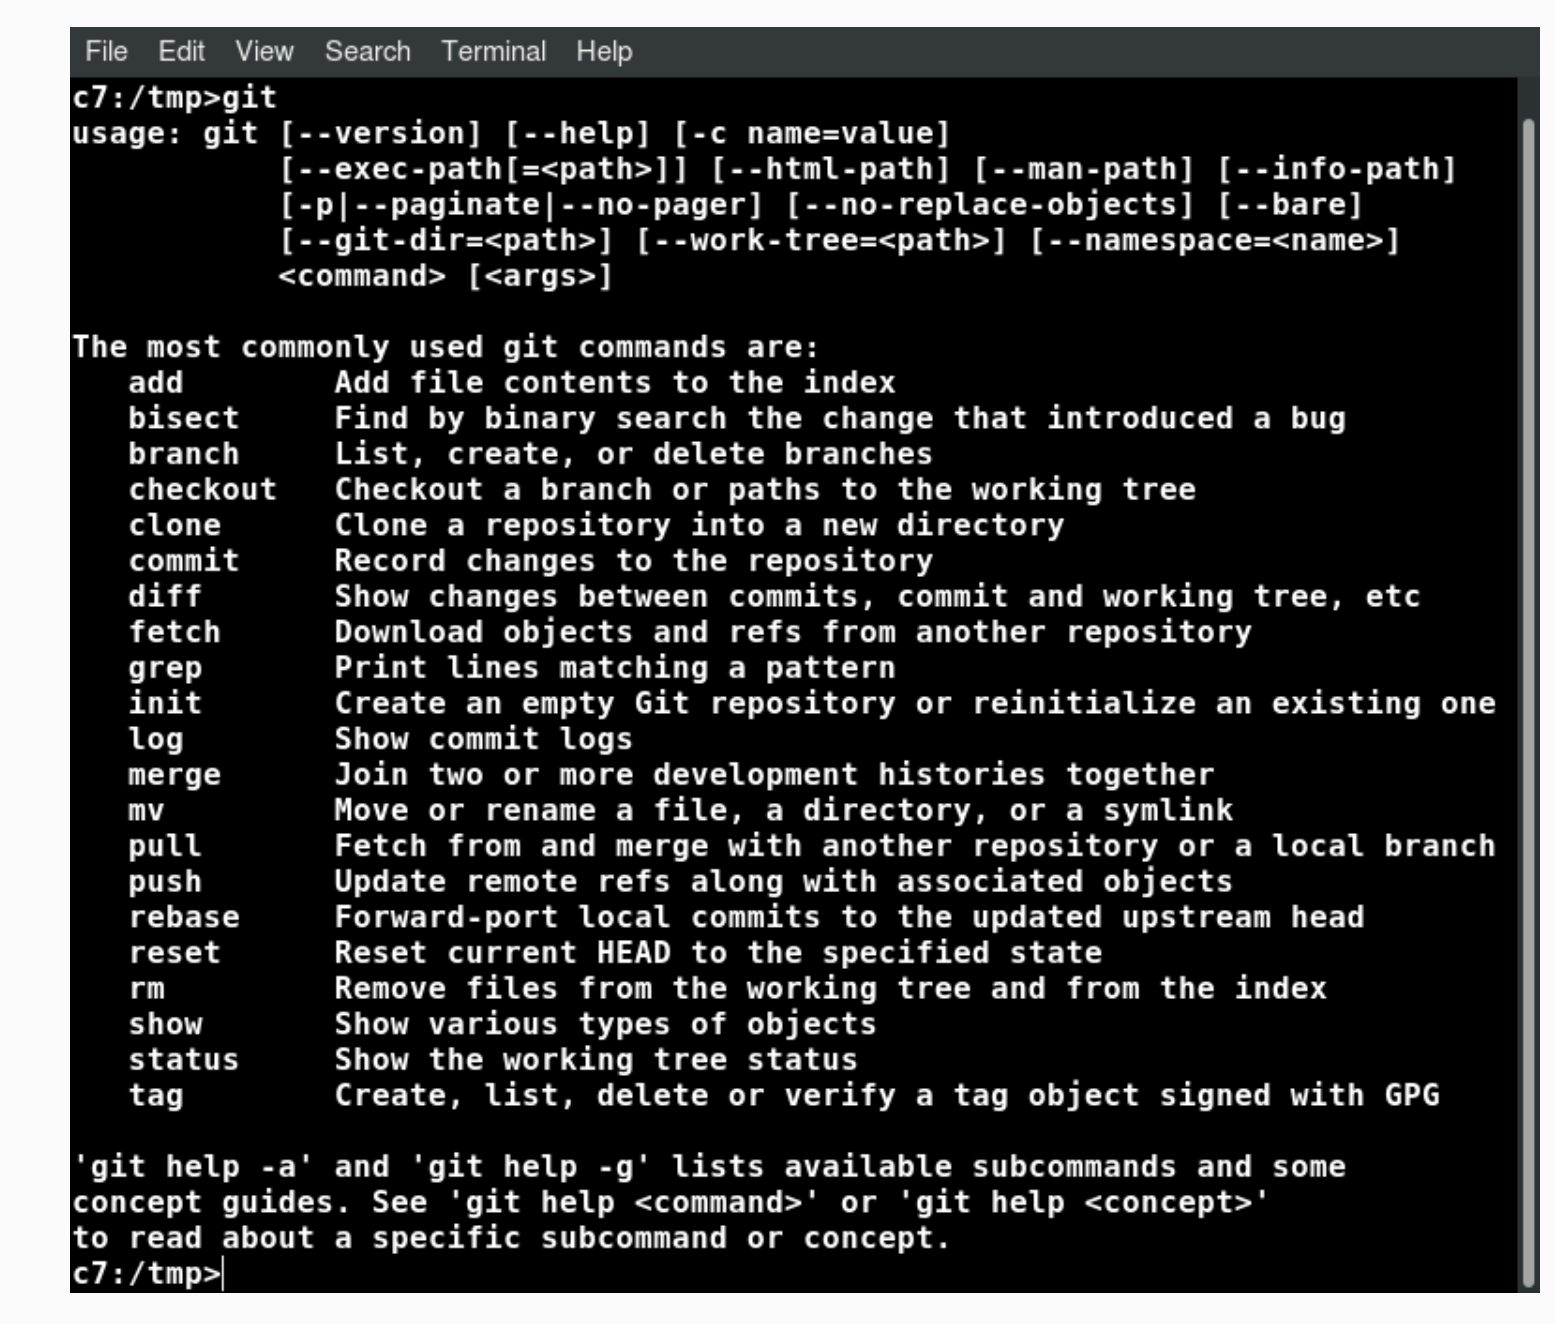 File Edit View Search Terminal Help
c7:/tmp>git
usage: git [--version] [--help] [-c name=value]
           [--exec-path[=<path>]] [--html-path] [--man-path] [--info-path]
           [-p|--paginate|--no-pager] [--no-replace-objects] [--bare]
           [--git-dir=<path>] [--work-tree=<path>] [--namespace=<name>]
           <command> [<args>]

The most commonly used git commands are:
   add        Add file contents to the index
   bisect     Find by binary search the change that introduced a bug
   branch     List, create, or delete branches
   checkout   Checkout a branch or paths to the working tree
   clone      Clone a repository into a new directory
   commit     Record changes to the repository
   diff       Show changes between commits, commit and working tree, etc
   fetch      Download objects and refs from another repository
   grep       Print lines matching a pattern
   init       Create an empty Git repository or reinitialize an existing one
   log        Show commit logs
   merge      Join two or more development histories together
   mv         Move or rename a file, a directory, or a symlink
   pull       Fetch from and merge with another repository or a local branch
   push       Update remote refs along with associated objects
   rebase     Forward-port local commits to the updated upstream head
   reset      Reset current HEAD to the specified state
   rm         Remove files from the working tree and from the index
   show       Show various types of objects
   status     Show the working tree status
   tag        Create, list, delete or verify a tag object signed with GPG

'git help -a' and 'git help -g' lists available subcommands and some
concept guides. See 'git help <command>' or 'git help <concept>'
to read about a specific subcommand or concept.
c7:/tmp>